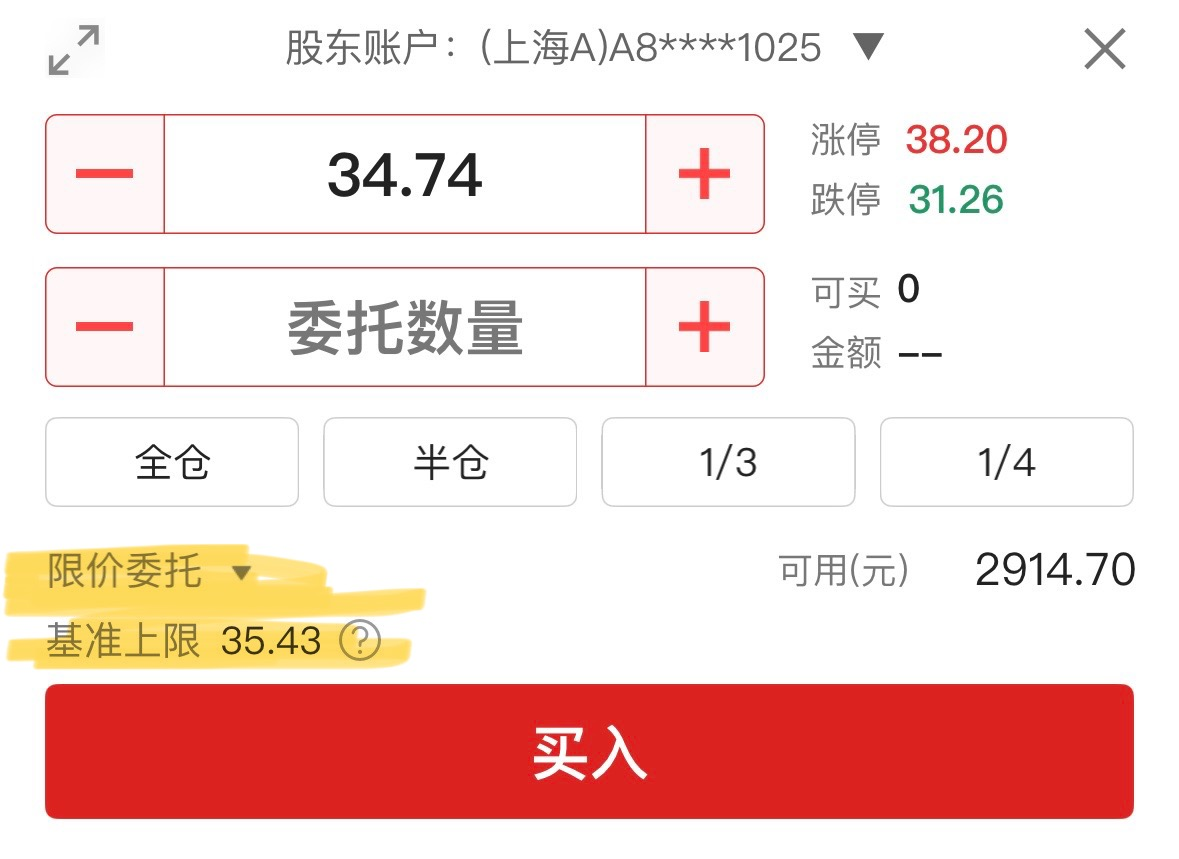 股东账户：(上海A)A8****1025 ▼
34.74
涨停 38.20
跌停 31.26
委托数量
可买 0
金额 --
全仓 半仓 1/3 1/4
限价委托 ▼ 可用(元) 2914.70
基准上限 35.43 ?
买入